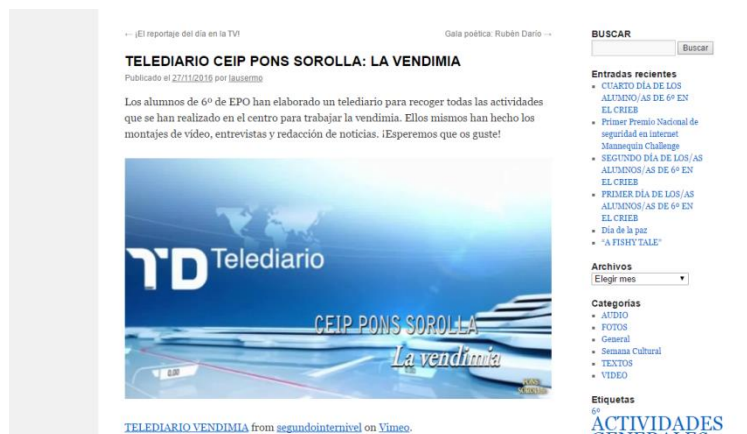 ← ¡El reportaje del día en la TV!
Gala poética: Rubén Darío →
TELEDIARIO CEIP PONS SOROLLA: LA VENDIMIA
Publicado el 27/11/2016 por lausermo
Los alumnos de 6º de EPO han elaborado un telediario para recoger todas las actividades
que se han realizado en el centro para trabajar la vendimia. Ellos mismos han hecho los
montajes de video, entrevistas y redacción de noticias. ¡Esperemos que os guste!
TD Telediario
CEIP PONS SOROLLA
La vendimia
TELEDIARIO VENDIMIA from segundointernivel on Vimeo.
BUSCAR
Buscar
Entradas recientes
CUARTO DÍA DE LOS
ALUMNO/AS DE 6º EN
EL CRIEB
Primer Premio Nacional de
seguridad en internet
Mannequin Challenge
SEGUNDO DÍA DE LOS/AS
ALUMNOS/AS DE 6º EN
EL CRIEB
PRIMER DÍA DE LOS/AS
ALUMNOS/AS DE 6º EN
EL CRIEB
Día de la paz
"A FISHY TALE"
Archivos
Elegir mes
Categorías
AUDIO
FOTOS
General
Semana Cultural
TEXTOS
VIDEO
Etiquetas
6º
ACTIVIDADES
GENERALES